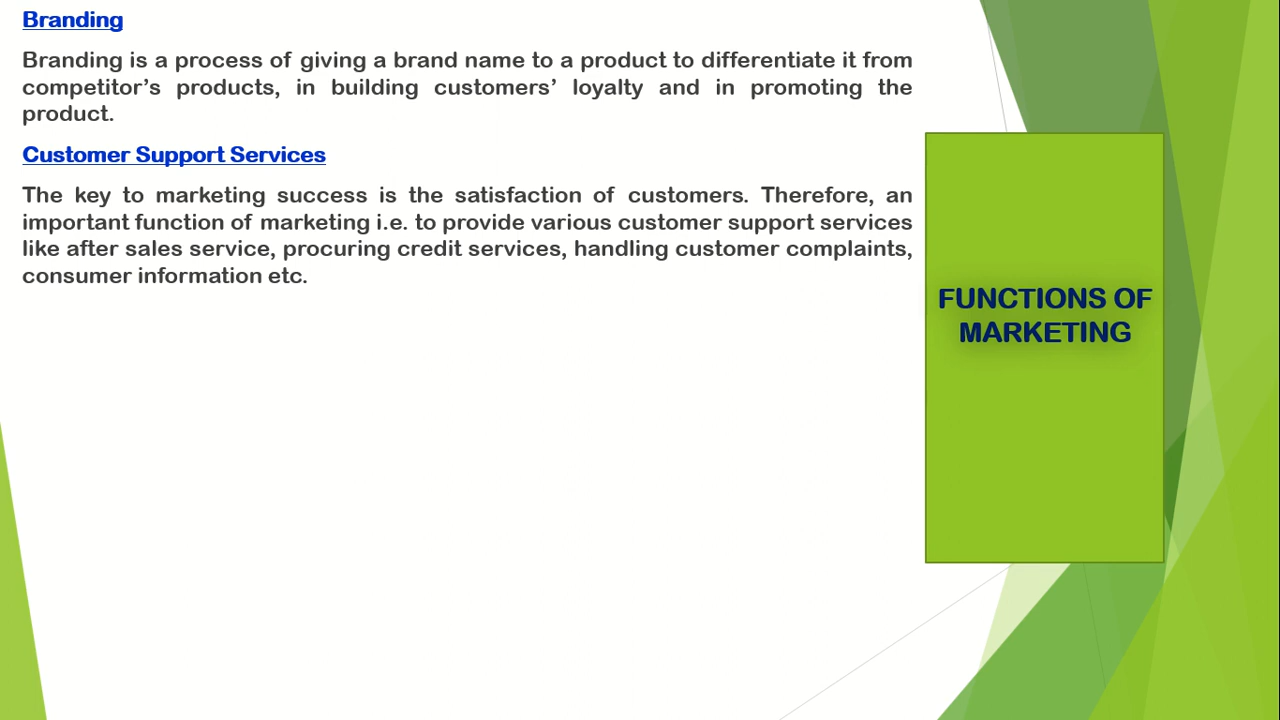 Branding
Branding is a process of giving a brand name to a product to differentiate it from
competitor’s products, in building customers’ loyalty and in promoting the
product.
Customer Support Services
The key to marketing success is the satisfaction of customers. Therefore, an
important function of marketing i.e. to provide various customer support services
like after sales service, procuring credit services, handling customer complaints,
consumer information etc.
FUNCTIONS OF
MARKETING